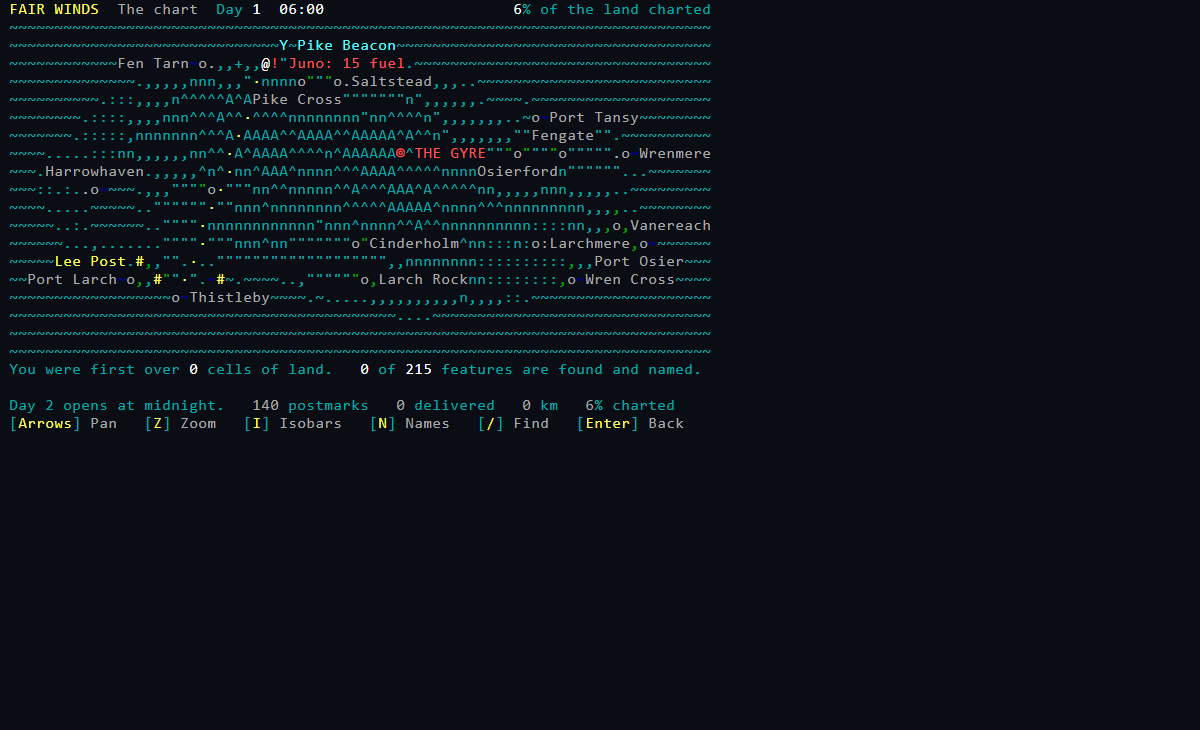 FAIR WINDS The chart Day 1 06:00 6% of the land charted
Pike Beacon
Fen Tarn Juno: 15 fuel
Saltstead
Pike Cross
Port Tansy
Fengate
THE GYRE Wrenmere
Harrowhaven Osierford
Vanereach
Cinderholm Larchmere
Lee Post Port Osier
Port Larch Larch Rock Wren Cross
Thistleby
You were first over 0 cells of land. 0 of 215 features are found and named.
Day 2 opens at midnight. 140 postmarks 0 delivered 0 km 6% charted
[Arrows] Pan [Z] Zoom [I] Isobars [N] Names [/] Find [Enter] Back